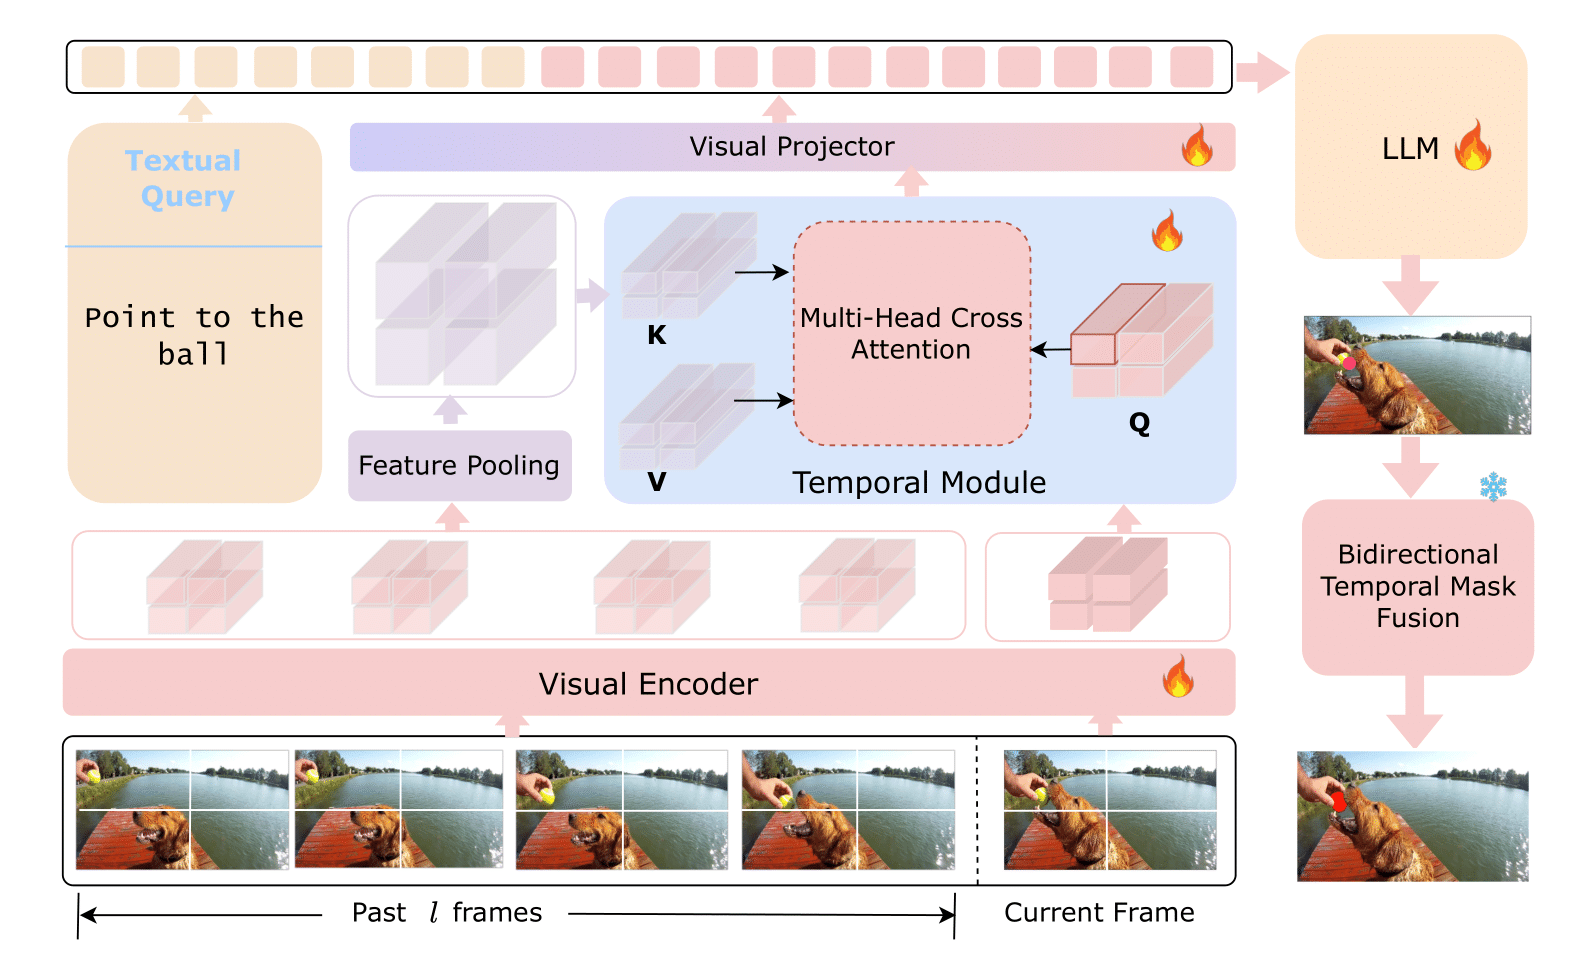 Textual
Query
Point to the
ball
Visual Projector
LLM
K
V
Multi-Head Cross
Attention
Q
Temporal Module
Feature Pooling
Bidirectional
Temporal Mask
Fusion
Visual Encoder
Past l frames
Current Frame